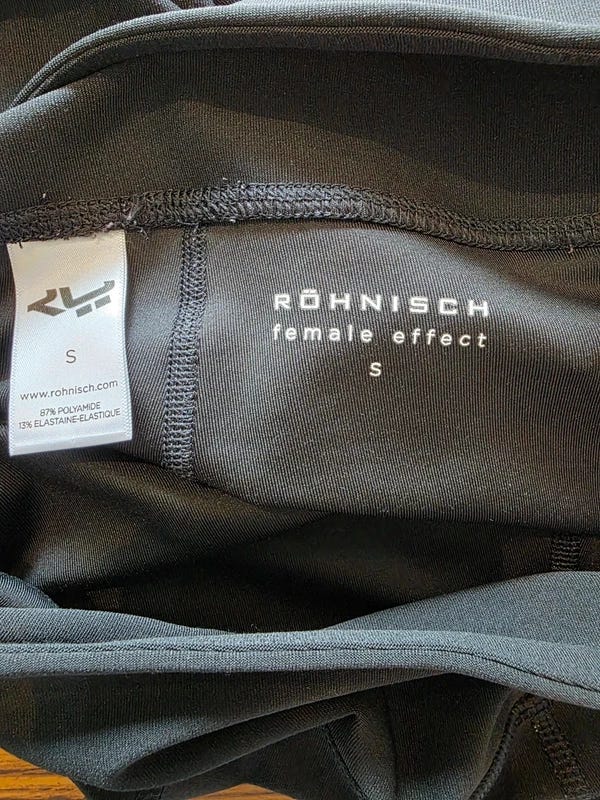 RÖHNISCH
female effect
S
S
www.rohnisch.com
87% POLYAMIDE
13% ELASTAINE-ELASTIQUE